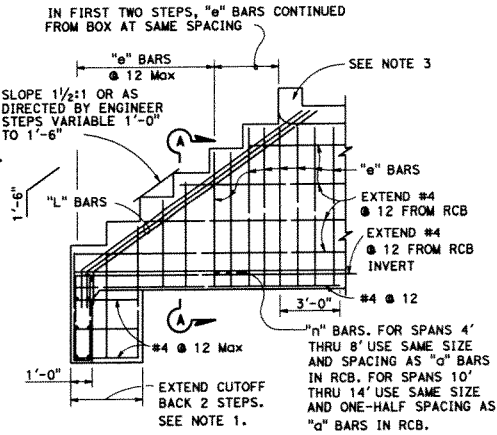 IN FIRST TWO STEPS, "e" BARS CONTINUED
FROM BOX AT SAME SPACING
"e" BARS
@ 12 Max
SEE NOTE 3
SLOPE 1½:1 OR AS
DIRECTED BY ENGINEER
STEPS VARIABLE 1'-0"
TO 1'-6"
A
1'-6"
"L" BARS
"e" BARS
EXTEND #4
@ 12 FROM RCB
EXTEND #4
@ 12 FROM RCB
INVERT
#4 @ 12
3'-0"
A
#4 @ 12 Max
1'-0"
EXTEND CUTOFF
BACK 2 STEPS.
SEE NOTE 1.
"n" BARS. FOR SPANS 4'
THRU 8' USE SAME SIZE
AND SPACING AS "a" BARS
IN RCB. FOR SPANS 10'
THRU 14' USE SAME SIZE
AND ONE-HALF SPACING AS
"a" BARS IN RCB.